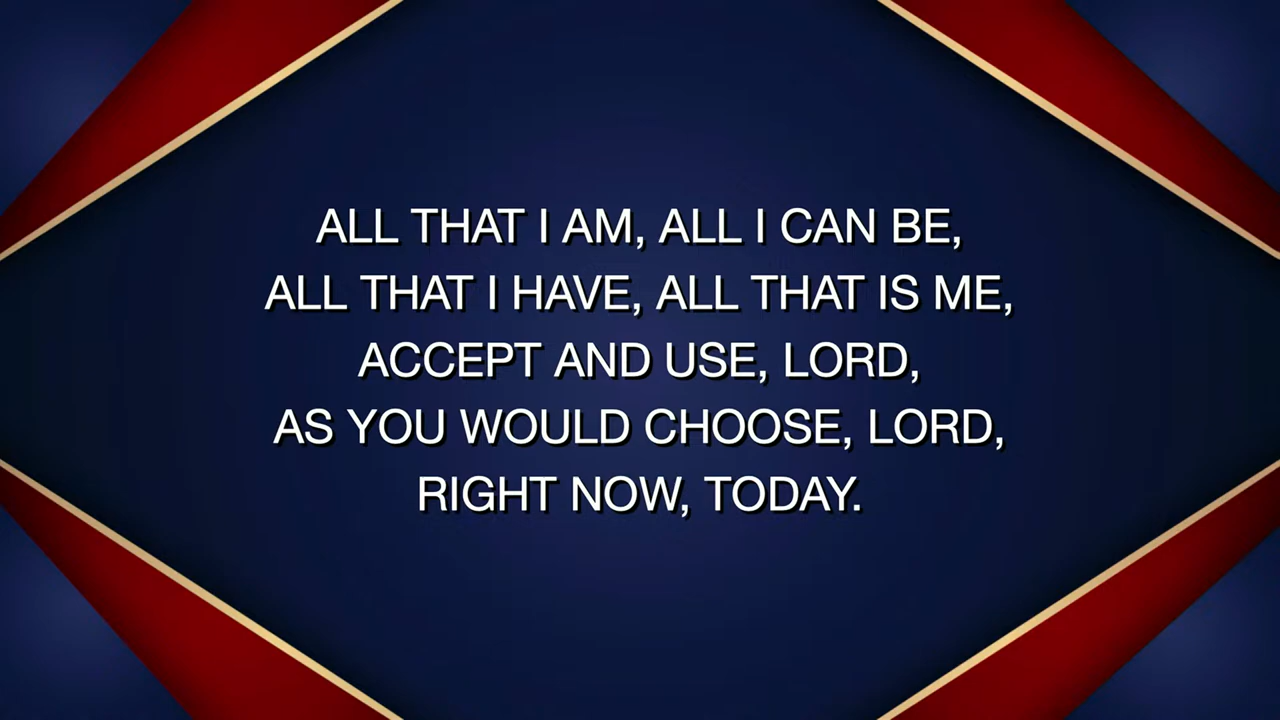 ALL THAT I AM, ALL I CAN BE,
ALL THAT I HAVE, ALL THAT IS ME,
ACCEPT AND USE, LORD,
AS YOU WOULD CHOOSE, LORD,
RIGHT NOW, TODAY.